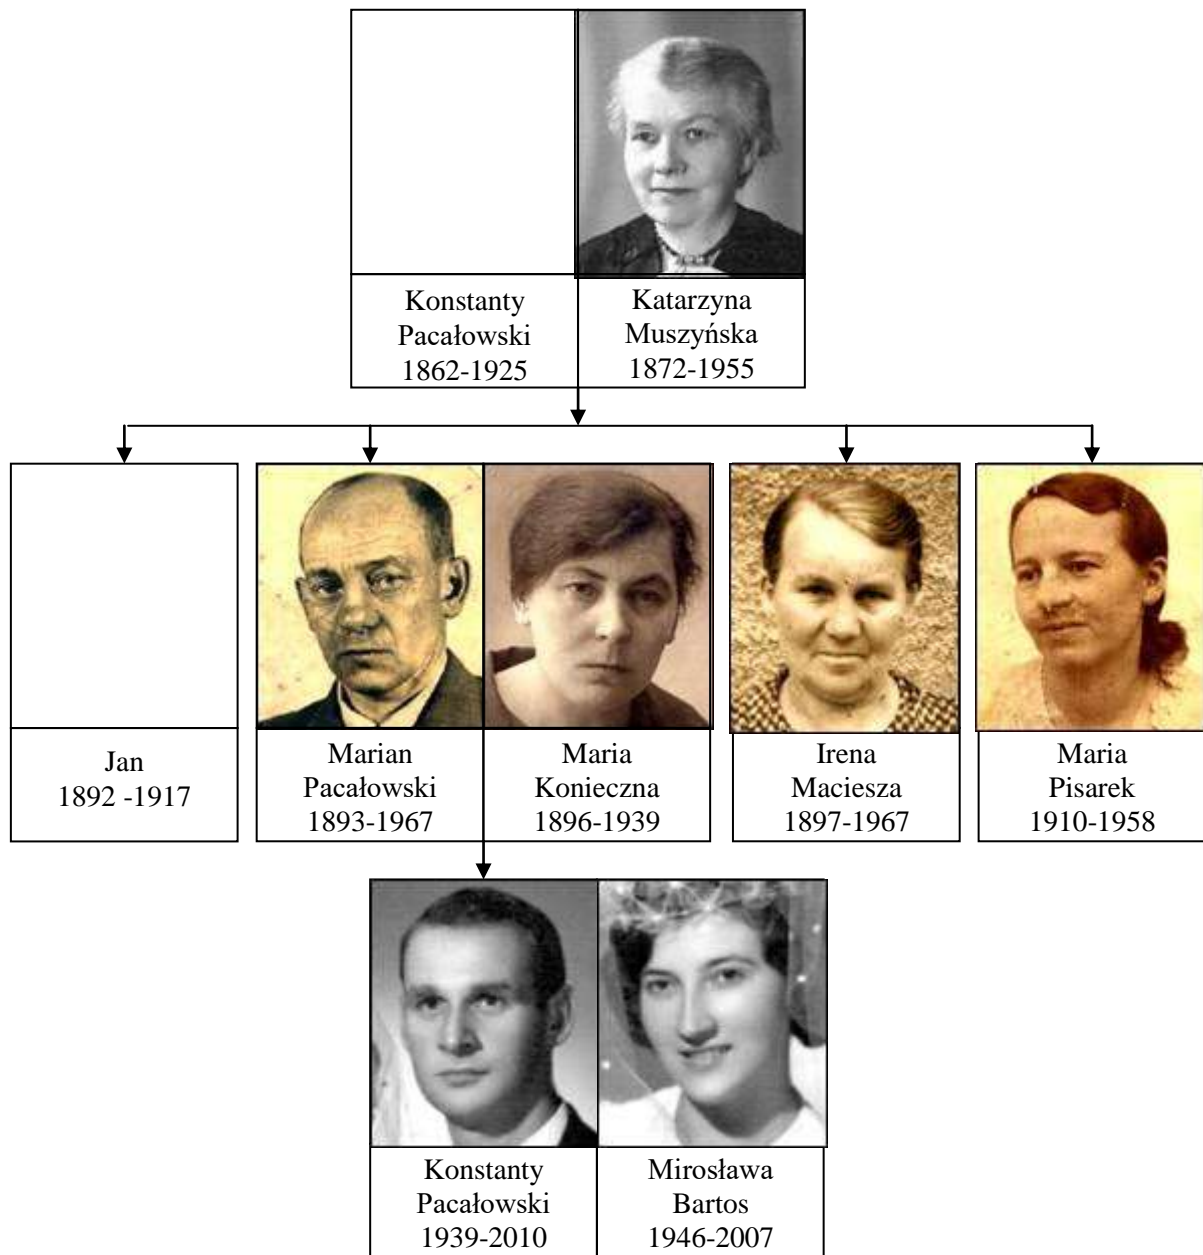 Konstanty
Pacałowski
1862-1925
Katarzyna
Muszyńska
1872-1955
Jan
1892 -1917
Marian
Pacałowski
1893-1967
Maria
Konieczna
1896-1939
Irena
Maciesza
1897-1967
Maria
Pisarek
1910-1958
Konstanty
Pacałowski
1939-2010
Mirosława
Bartos
1946-2007